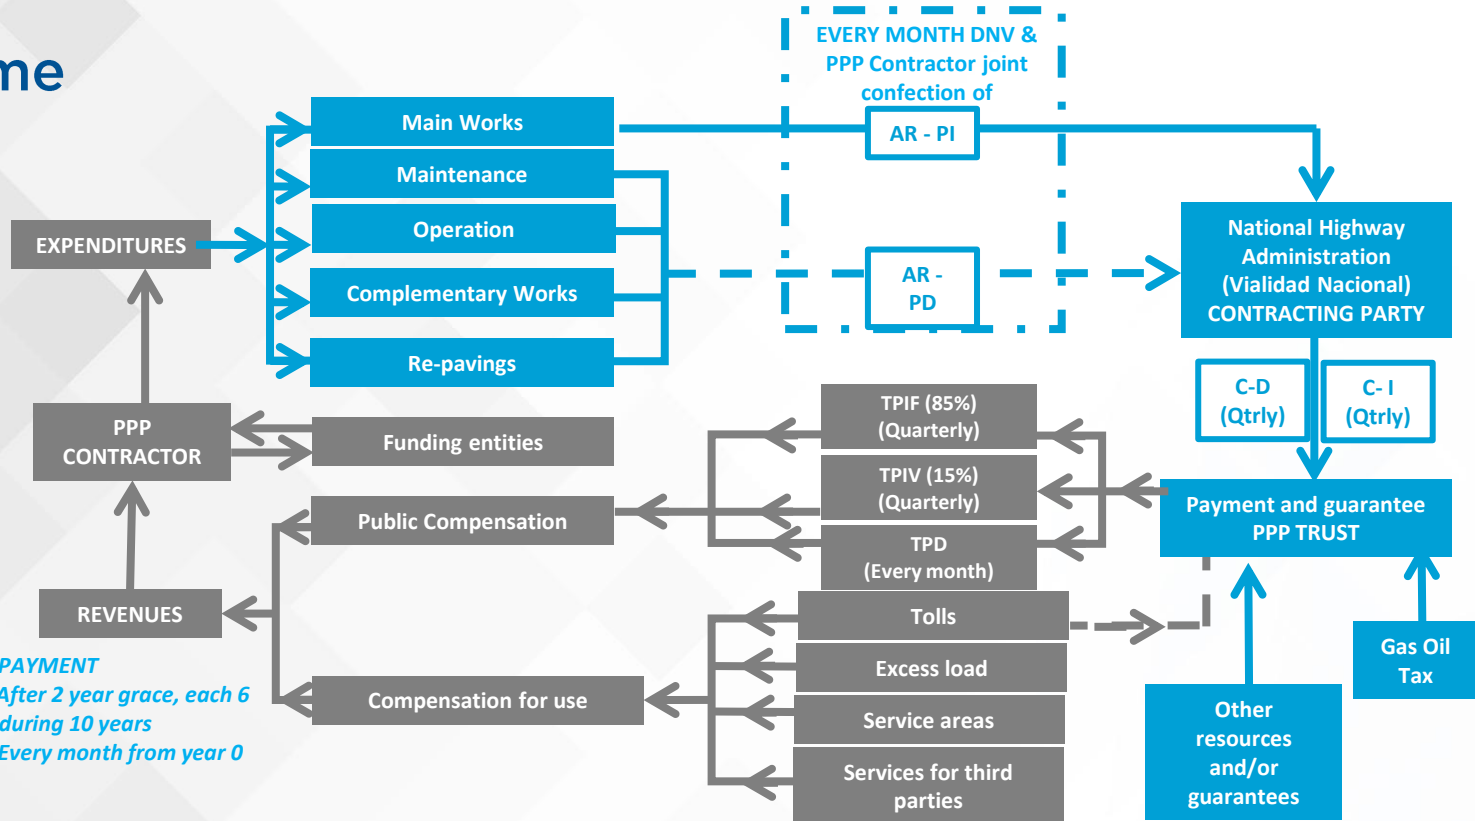 me
EVERY MONTH DNV &
PPP Contractor joint
confection of
Main Works
AR - PI
Maintenance
Operation
EXPENDITURES
National Highway
Administration
(Vialidad Nacional)
CONTRACTING PARTY
Complementary Works
AR -
PD
Re-pavings
C-D
(Qtrly)
C- I
(Qtrly)
PPP
CONTRACTOR
Funding entities
TPIF (85%)
(Quarterly)
TPIV (15%)
(Quarterly)
Public Compensation
Payment and guarantee
PPP TRUST
TPD
(Every month)
REVENUES
Tolls
Excess load
Gas Oil
Tax
PAYMENT
After 2 year grace, each 6
during 10 years
Every month from year 0
Compensation for use
Service areas
Other
resources
and/or
guarantees
Services for third
parties